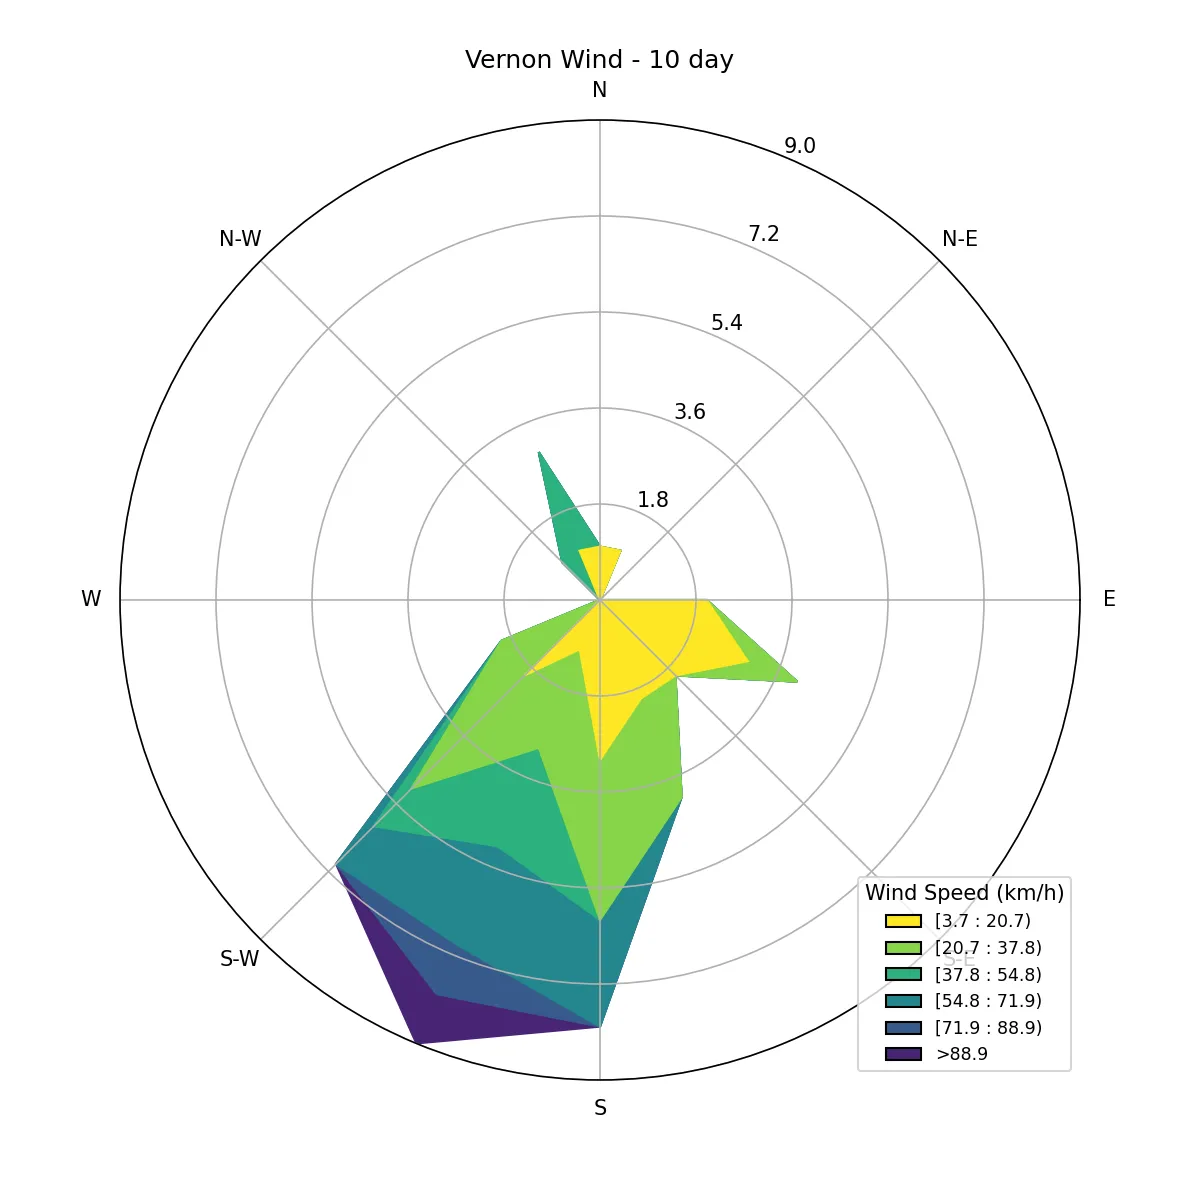 Vernon Wind - 10 day
N
9.0
N-W
N-E
7.2
5.4
3.6
1.8
W
E
S-W
S-E
S
Wind Speed (km/h)
[3.7 : 20.7)
[20.7 : 37.8)
[37.8 : 54.8)
[54.8 : 71.9)
[71.9 : 88.9)
>88.9